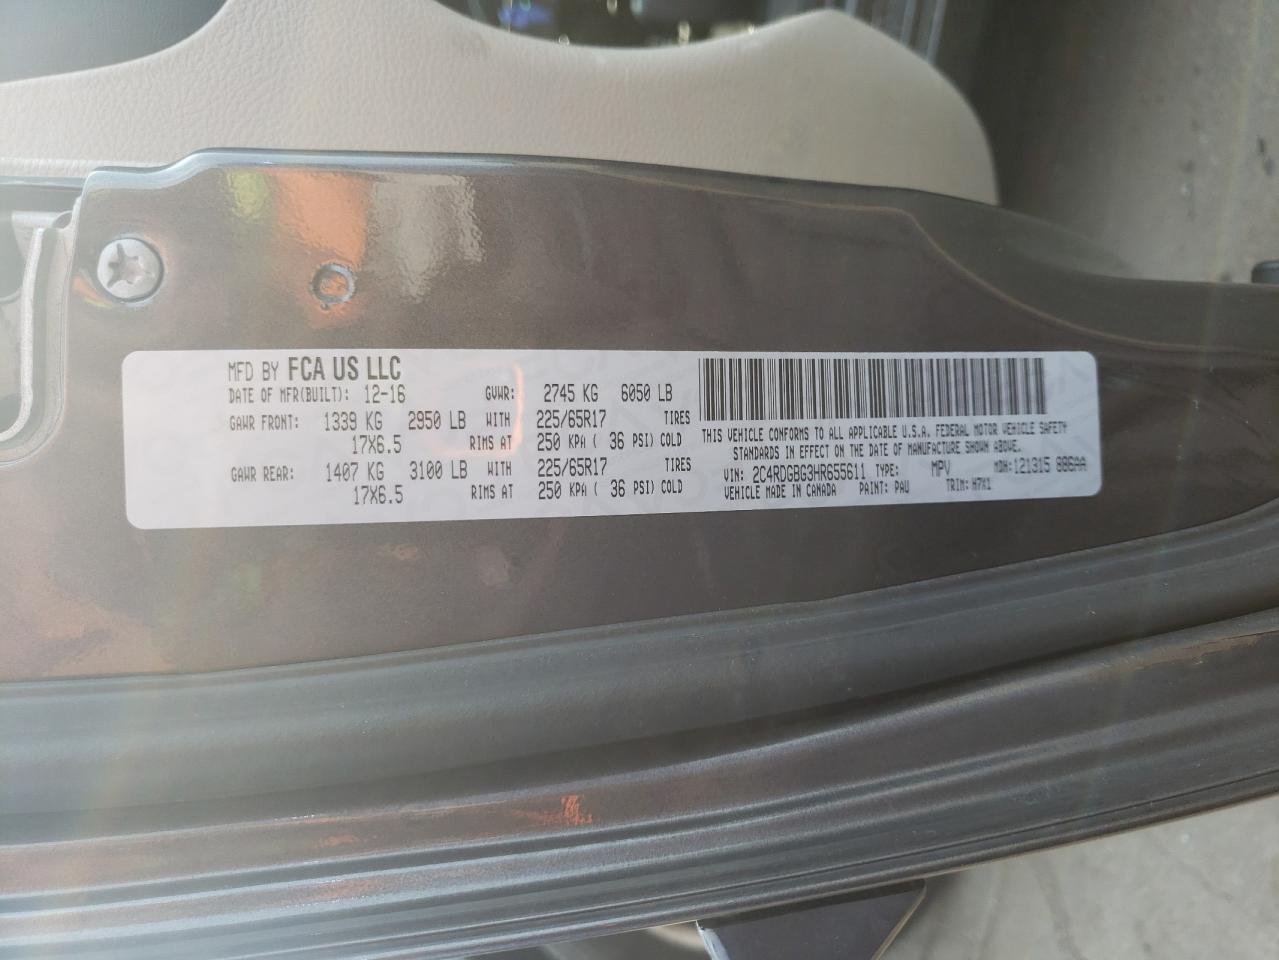 MFD BY FCA US LLC
DATE OF MFR(BUILT): 12-16 GVWR: 2745 KG 6050 LB
GAWR FRONT: 1339 KG 2950 LB WITH 225/65R17 TIRES
17X6.5 RIMS AT 250 KPA ( 36 PSI) COLD
GAWR REAR: 1407 KG 3100 LB WITH 225/65R17 TIRES
17X6.5 RIMS AT 250 KPA ( 36 PSI) COLD
THIS VEHICLE CONFORMS TO ALL APPLICABLE U.S.A. FEDERAL MOTOR VEHICLE SAFETY
STANDARDS IN EFFECT ON THE DATE OF MANUFACTURE SHOWN ABOVE.
VIN: 2C4RDGBG3HR655611 TYPE: MPV MDH:121315 886AA
VEHICLE MADE IN CANADA PAINT: PAU TRIM: H7X1